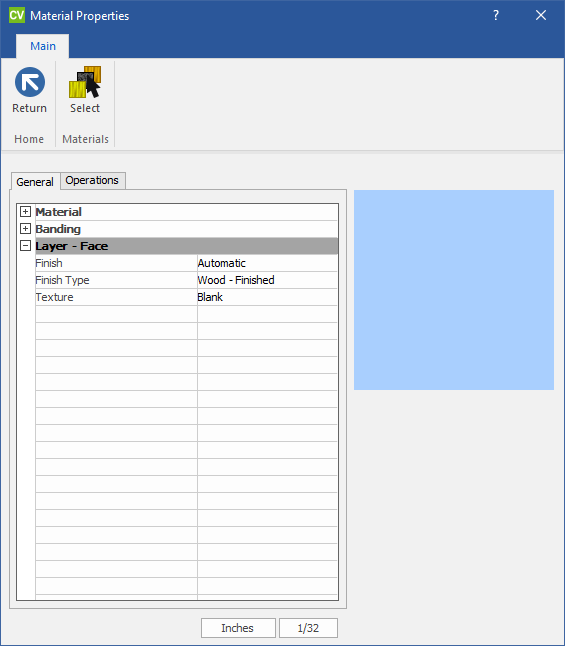 CV Material Properties ?
Main
Return Select
Home Materials
General Operations
Material
Banding
Layer - Face
Finish Automatic
Finish Type Wood - Finished
Texture Blank
Inches 1/32